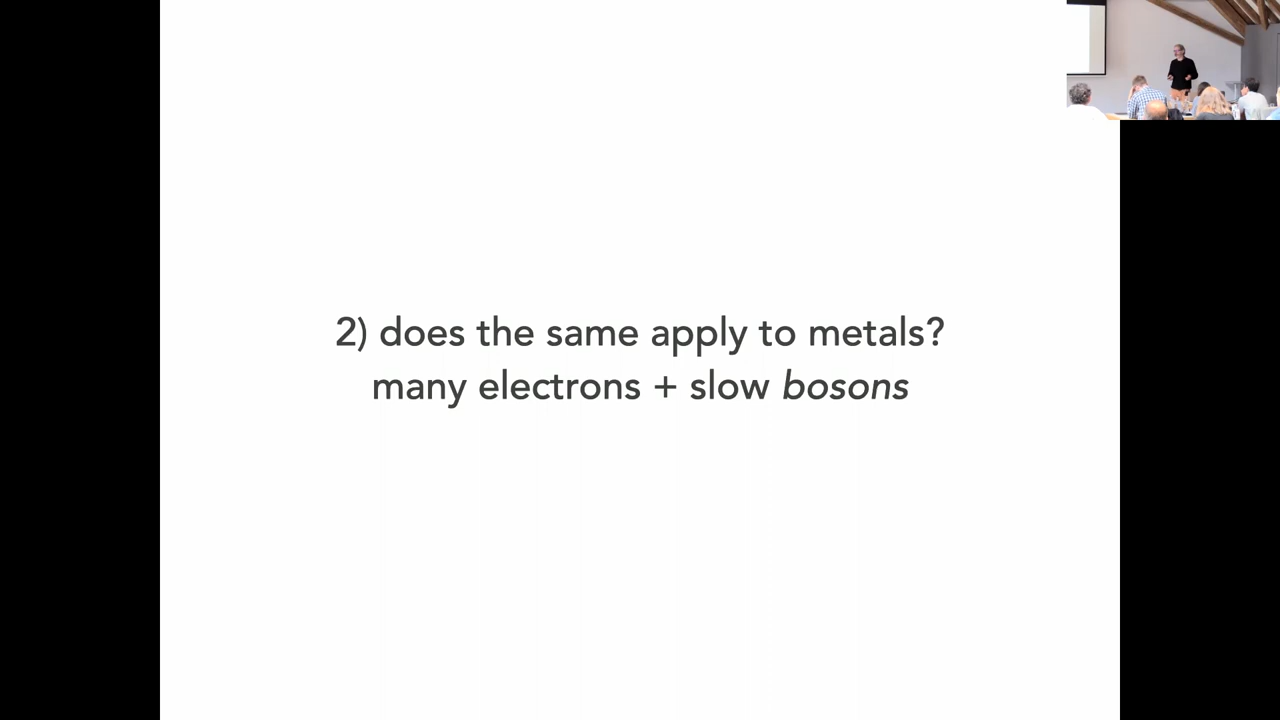 2) does the same apply to metals?
many electrons + slow bosons